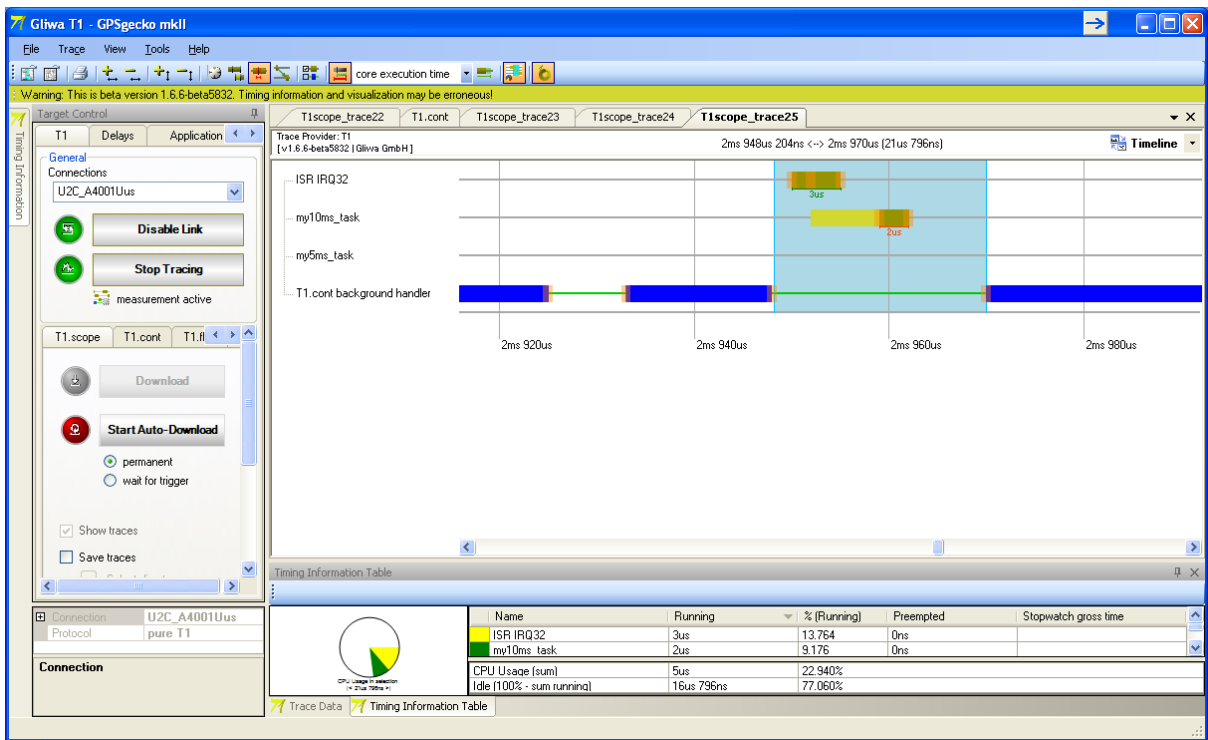 Gliwa T1 - GPSgecko mkII
File Trace View Tools Help
core execution time
Warning: This is beta version 1.6.6-beta5832. Timing information and visualization may be erroneous!
Timing Information
Target Control
T1 Delays Application
General
Connections
U2C_A4001Uus
Disable Link
Stop Tracing
measurement active
T1.scope T1.cont T1.fl
Download
Start Auto-Download
permanent
wait for trigger
Show traces
Save traces
Connection U2C_A4001Uus
Protocol pure T1
Connection
T1scope_trace22 T1.cont T1scope_trace23 T1scope_trace24 T1scope_trace25
Trace Provider: T1
[v1.6.6-beta5832 | Gliwa GmbH]
2ms 948us 204ns <--> 2ms 970us (21us 796ns)
Timeline
ISR IRQ32
3us
my10ms_task
2us
my5ms_task
T1.cont background handler
2ms 920us 2ms 940us 2ms 960us 2ms 980us
Timing Information Table
Name Running % (Running) Preempted Stopwatch gross time
ISR IRQ32 3us 13.764 0ns
my10ms_task 2us 9.176 0ns
CPU Usage (sum) 5us 22.940%
Idle (100% - sum running) 16us 796ns 77.060%
CPU Usage in selection
(< 21us 796ns >)
Trace Data Timing Information Table